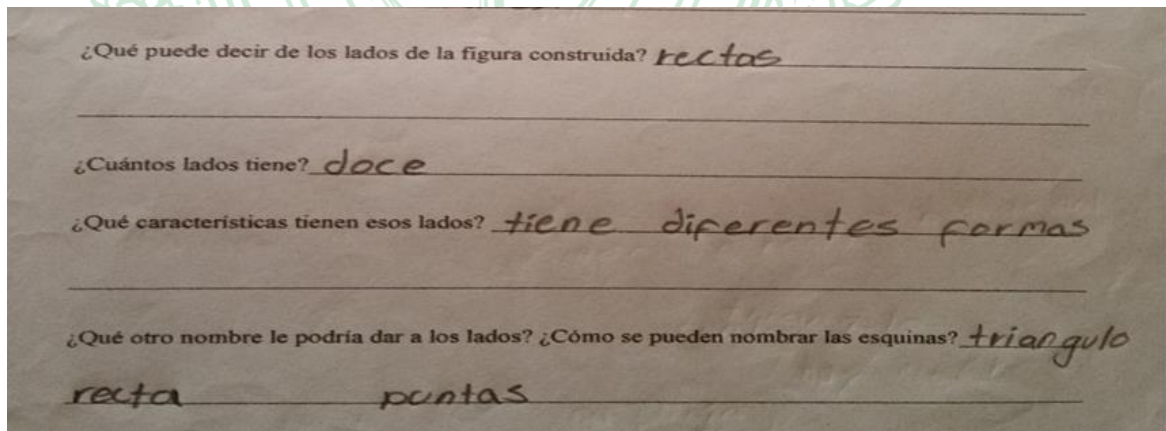 ¿Qué puede decir de los lados de la figura construida? rectas
¿Cuántos lados tiene? doce
¿Qué características tienen esos lados? tiene diferentes formas
¿Qué otro nombre le podría dar a los lados? ¿Cómo se pueden nombrar las esquinas? triangulo
recta puntas